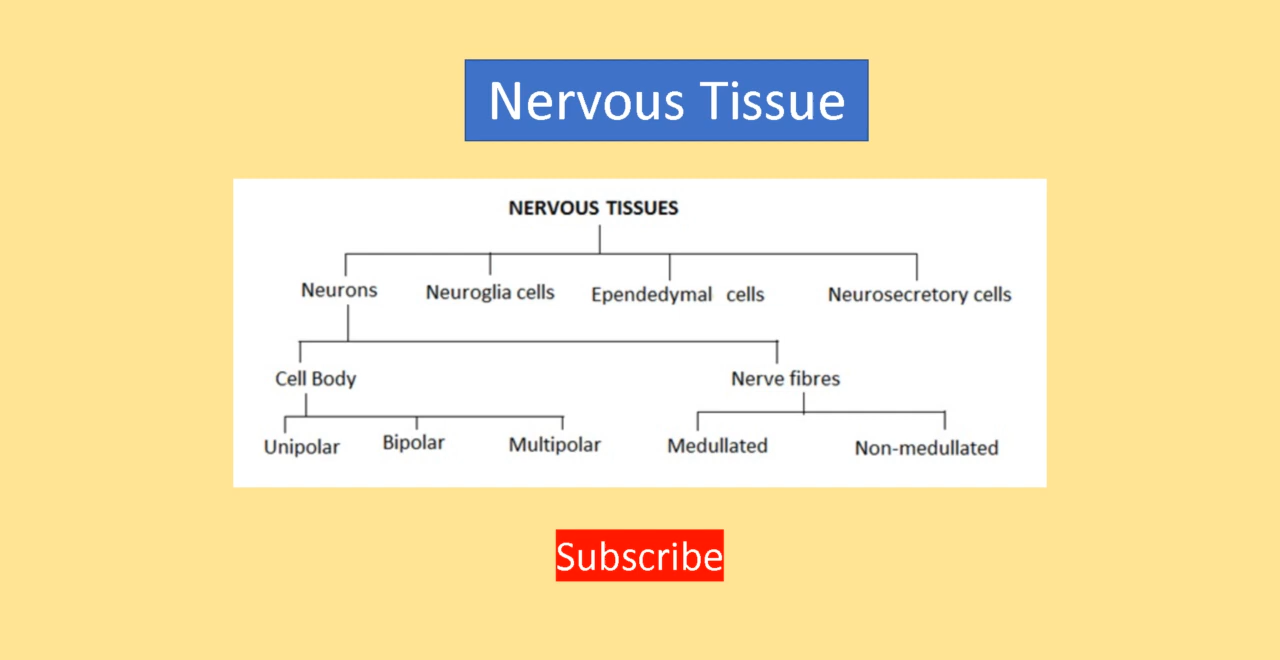 Nervous Tissue
NERVOUS TISSUES
Neurons Neuroglia cells Ependedymal cells Neurosecretory cells
Cell Body Nerve fibres
Unipolar Bipolar Multipolar Medullated Non-medullated
Subscribe